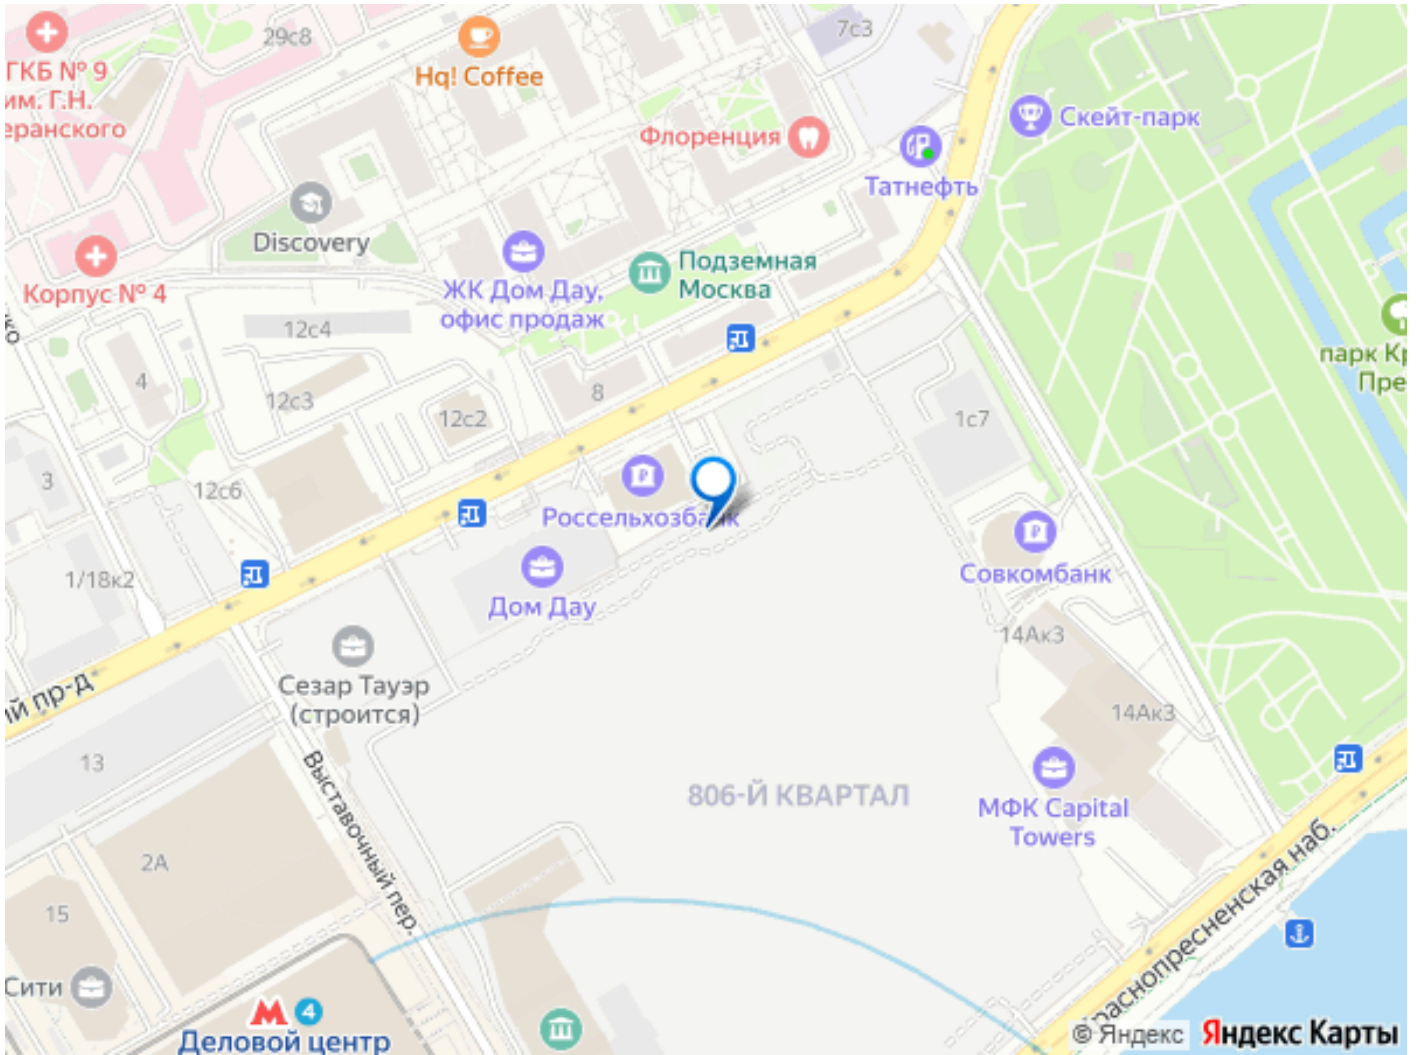 29с8
7с3
ГКБ № 9
им. Г.Н.
еранского
Hq! Coffee
Флоренция
Скейт-парк
Татнефть
Discovery
Корпус № 4
ЖК Дом Дау,
офис продаж
Подземная
Москва
12с4
4
12с3
12с2
8
1с7
парк Кр
Пре
3
12с6
Россельхозбанк
1/18к2
Дом Дау
Совкомбанк
14Ак3
Сезар Тауэр
(строится)
ий пр-д
14Ак3
13
Выставочный пер.
806-Й КВАРТАЛ
МФК Capital
Towers
2А
15
Сити
4
Деловой центр
Краснопресненская наб.
© Яндекс Яндекс Карты